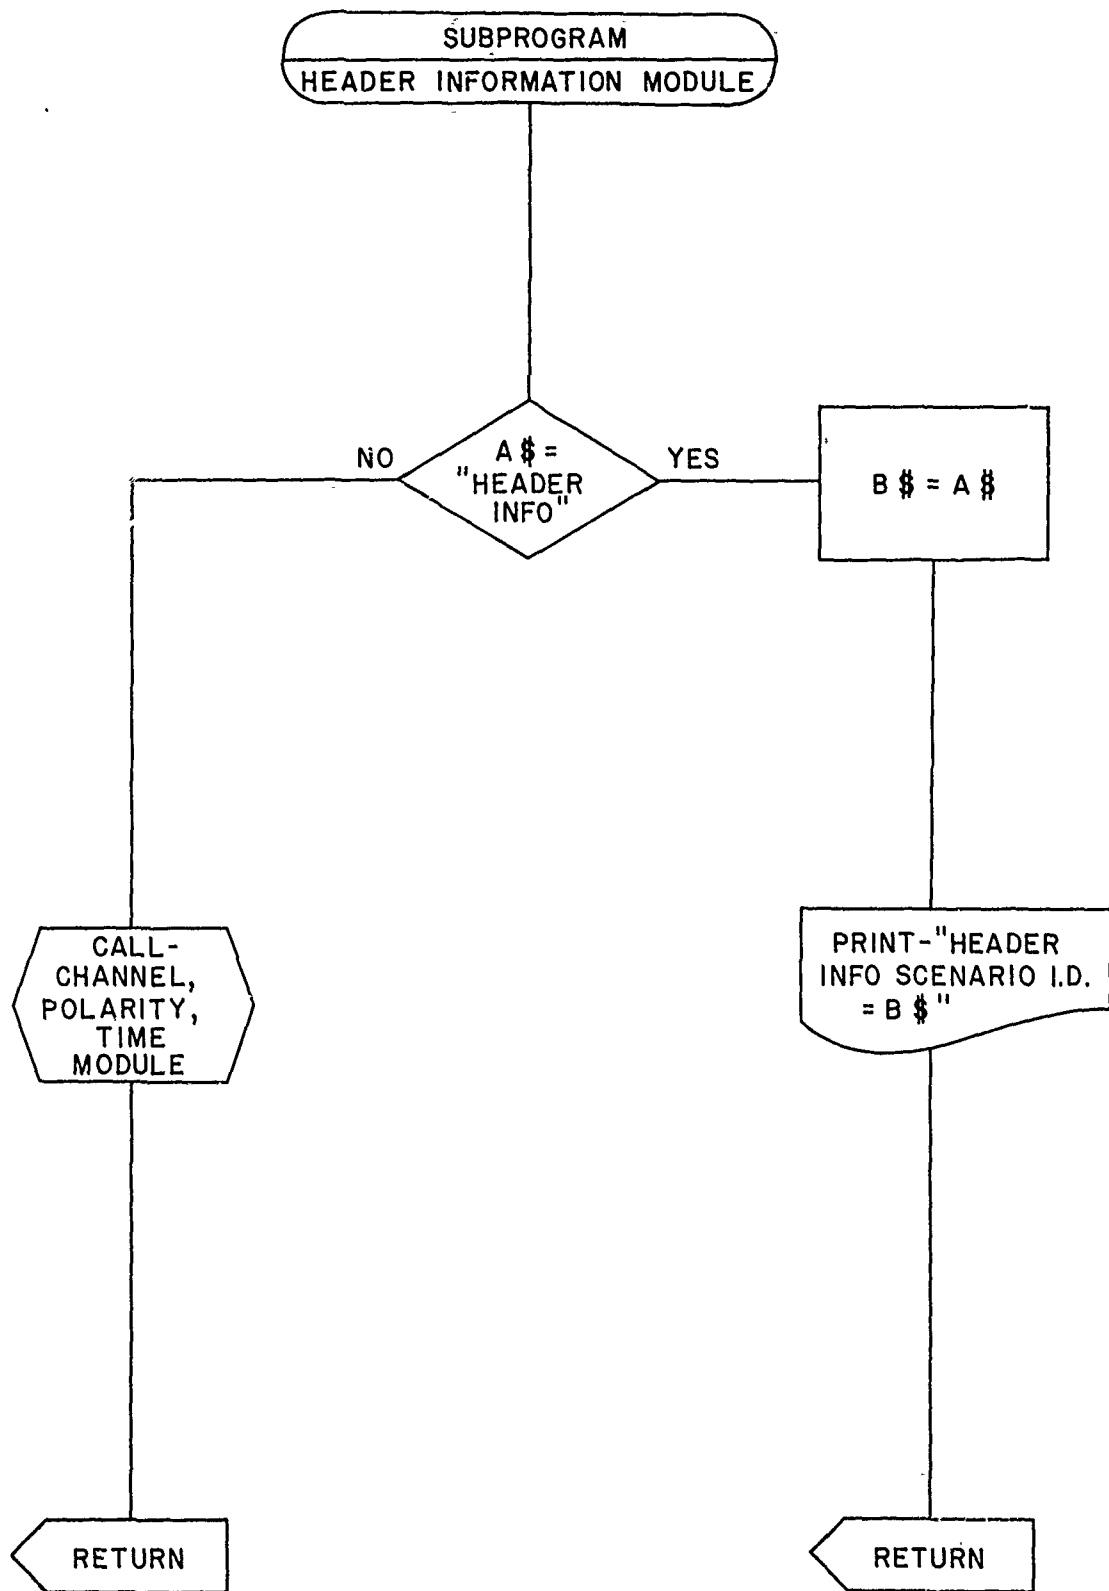 SUBPROGRAM
HEADER INFORMATION MODULE
NO
A$ =
"HEADER
INFO"
YES
B $ = A $
CALL-
CHANNEL,
POLARITY,
TIME
MODULE
PRINT-"HEADER
INFO SCENARIO I.D.
= B $"
RETURN
RETURN